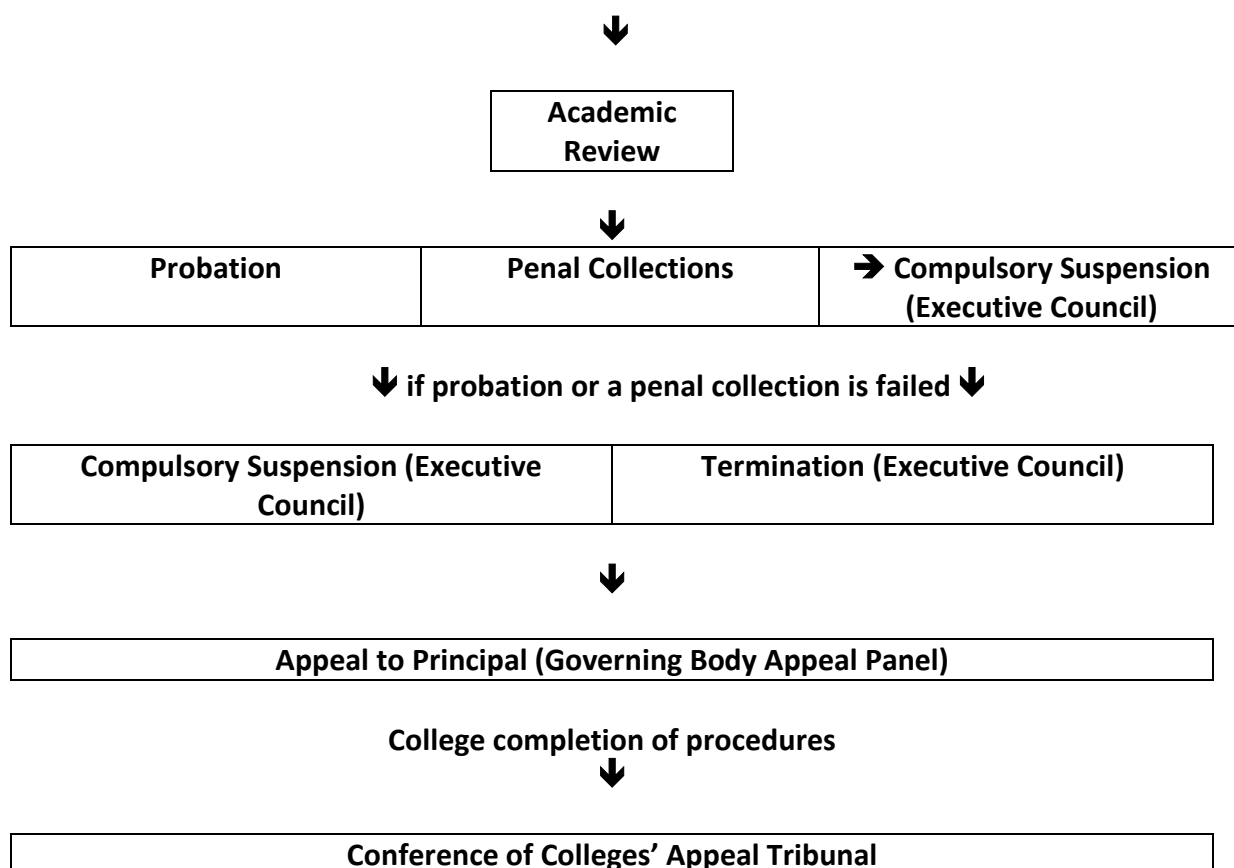 🡻
Academic
Review
🡻
Probation
Penal Collections
🡺 Compulsory Suspension
(Executive Council)
🡻 if probation or a penal collection is failed 🡻
Compulsory Suspension (Executive
Council)
Termination (Executive Council)
🡻
Appeal to Principal (Governing Body Appeal Panel)
College completion of procedures
🡻
Conference of Colleges’ Appeal Tribunal